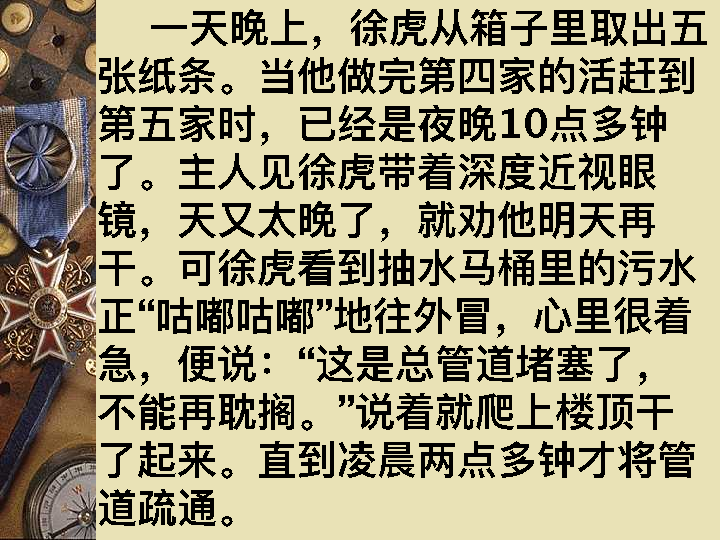 一天晚上，徐虎从箱子里取出五
张纸条。当他做完第四家的活赶到
第五家时，已经是夜晚10点多钟
了。主人见徐虎带着深度近视眼
镜，天又太晚了，就劝他明天再
干。可徐虎看到抽水马桶里的污水
正“咕嘟咕嘟”地往外冒，心里很着
急，便说：“这是总管道堵塞了，
不能再耽搁。”说着就爬上楼顶干
了起来。直到凌晨两点多钟才将管
道疏通。